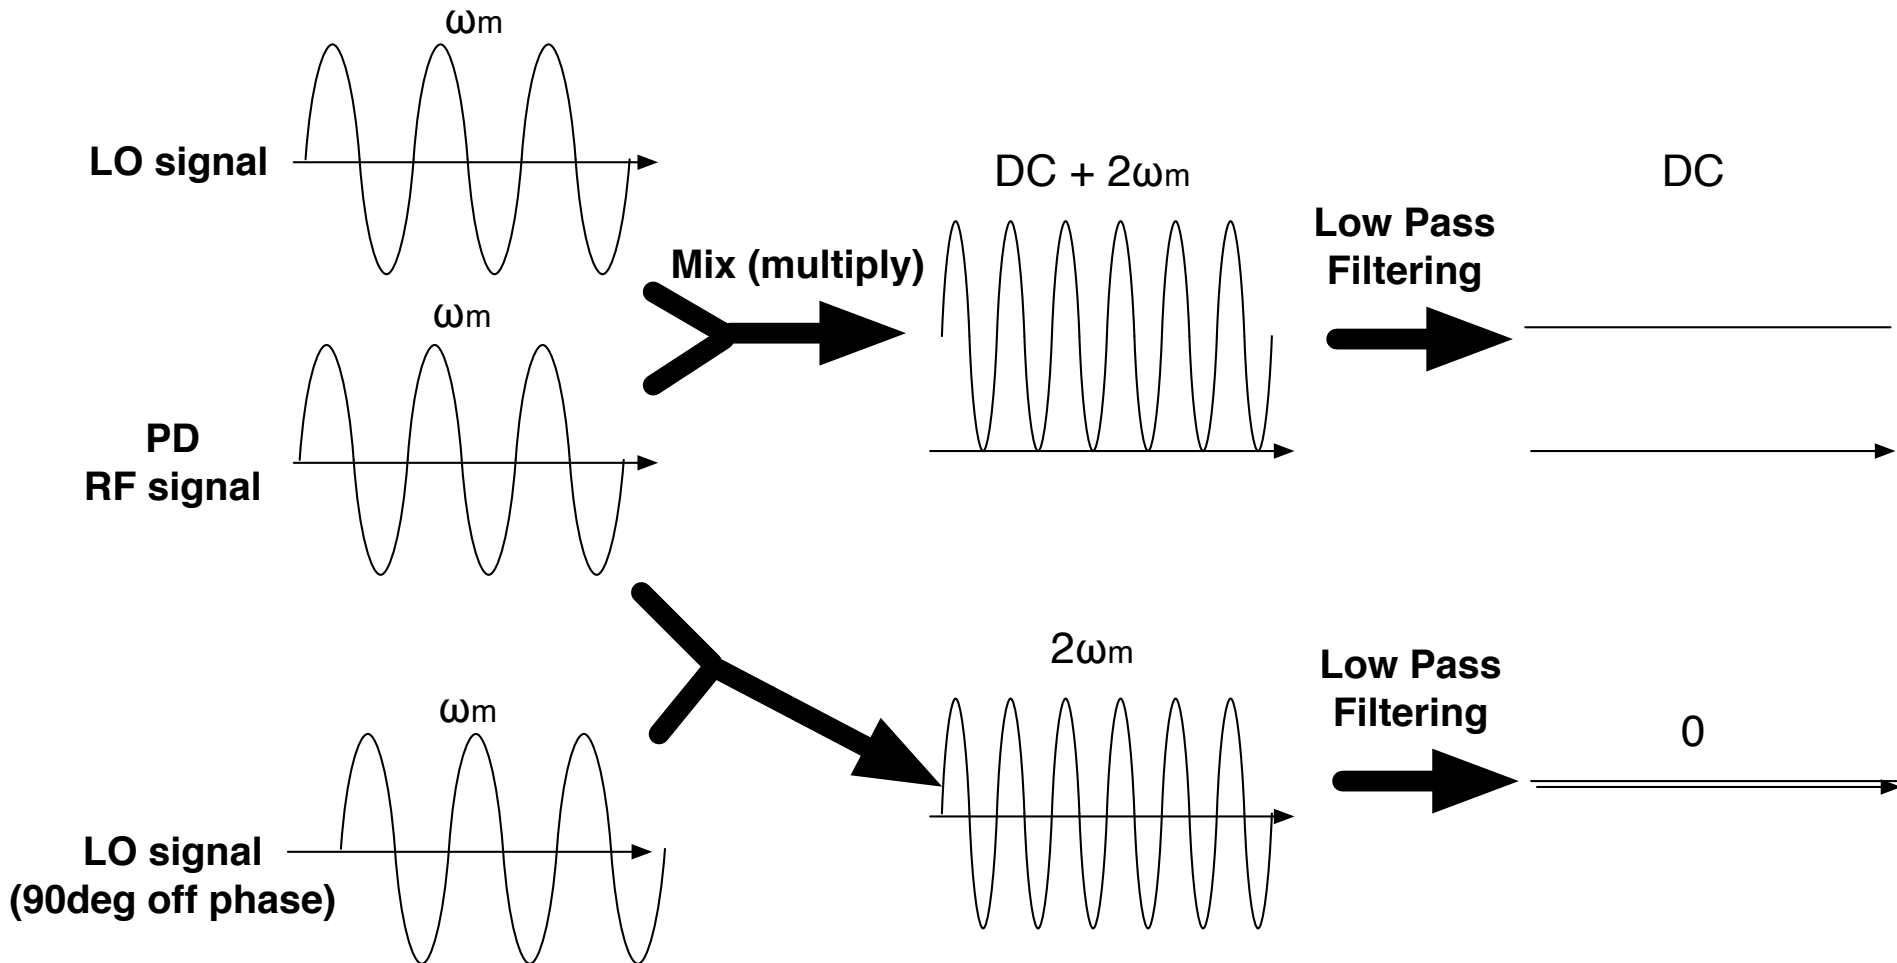 ωm
LO signal
DC + 2ωm
DC
Low Pass
Filtering
Mix (multiply)
ωm
PD
RF signal
2ωm
Low Pass
Filtering
ωm
0
LO signal
(90deg off phase)